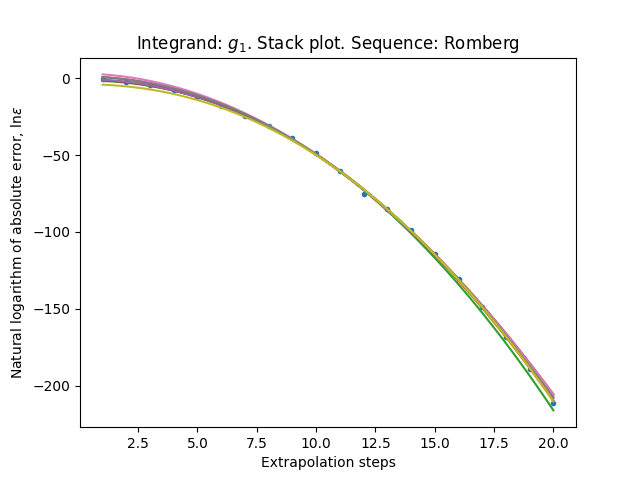 Integrand: g₁. Stack plot. Sequence: Romberg
Natural logarithm of absolute error, lnε
0
−50
−100
−150
−200
2.5 5.0 7.5 10.0 12.5 15.0 17.5 20.0
Extrapolation steps